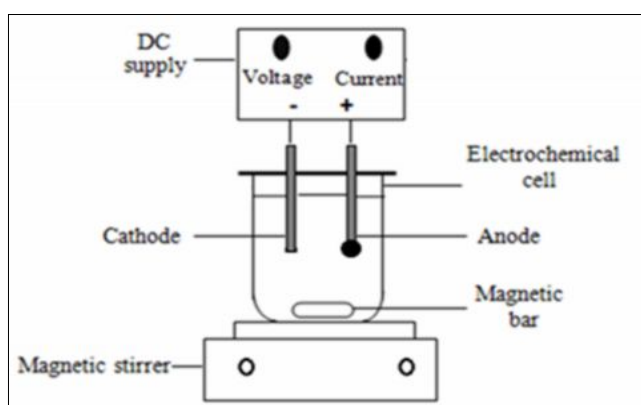 DC
supply
Voltage Current
- +
Electrochemical
cell
Cathode
Anode
Magnetic
bar
Magnetic stirrer